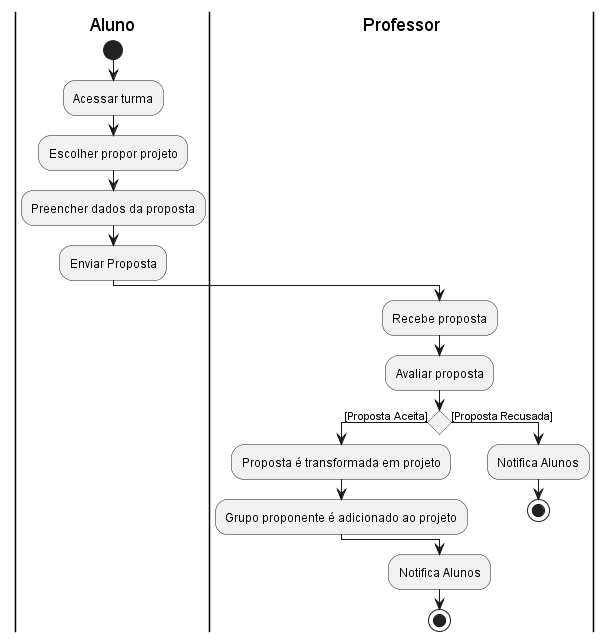 Aluno
Professor
Acessar turma
Escolher propor projeto
Preencher dados da proposta
Enviar Proposta
Recebe proposta
Avaliar proposta
[Proposta Aceita]
[Proposta Recusada]
Proposta é transformada em projeto
Notifica Alunos
Grupo proponente é adicionado ao projeto
Notifica Alunos